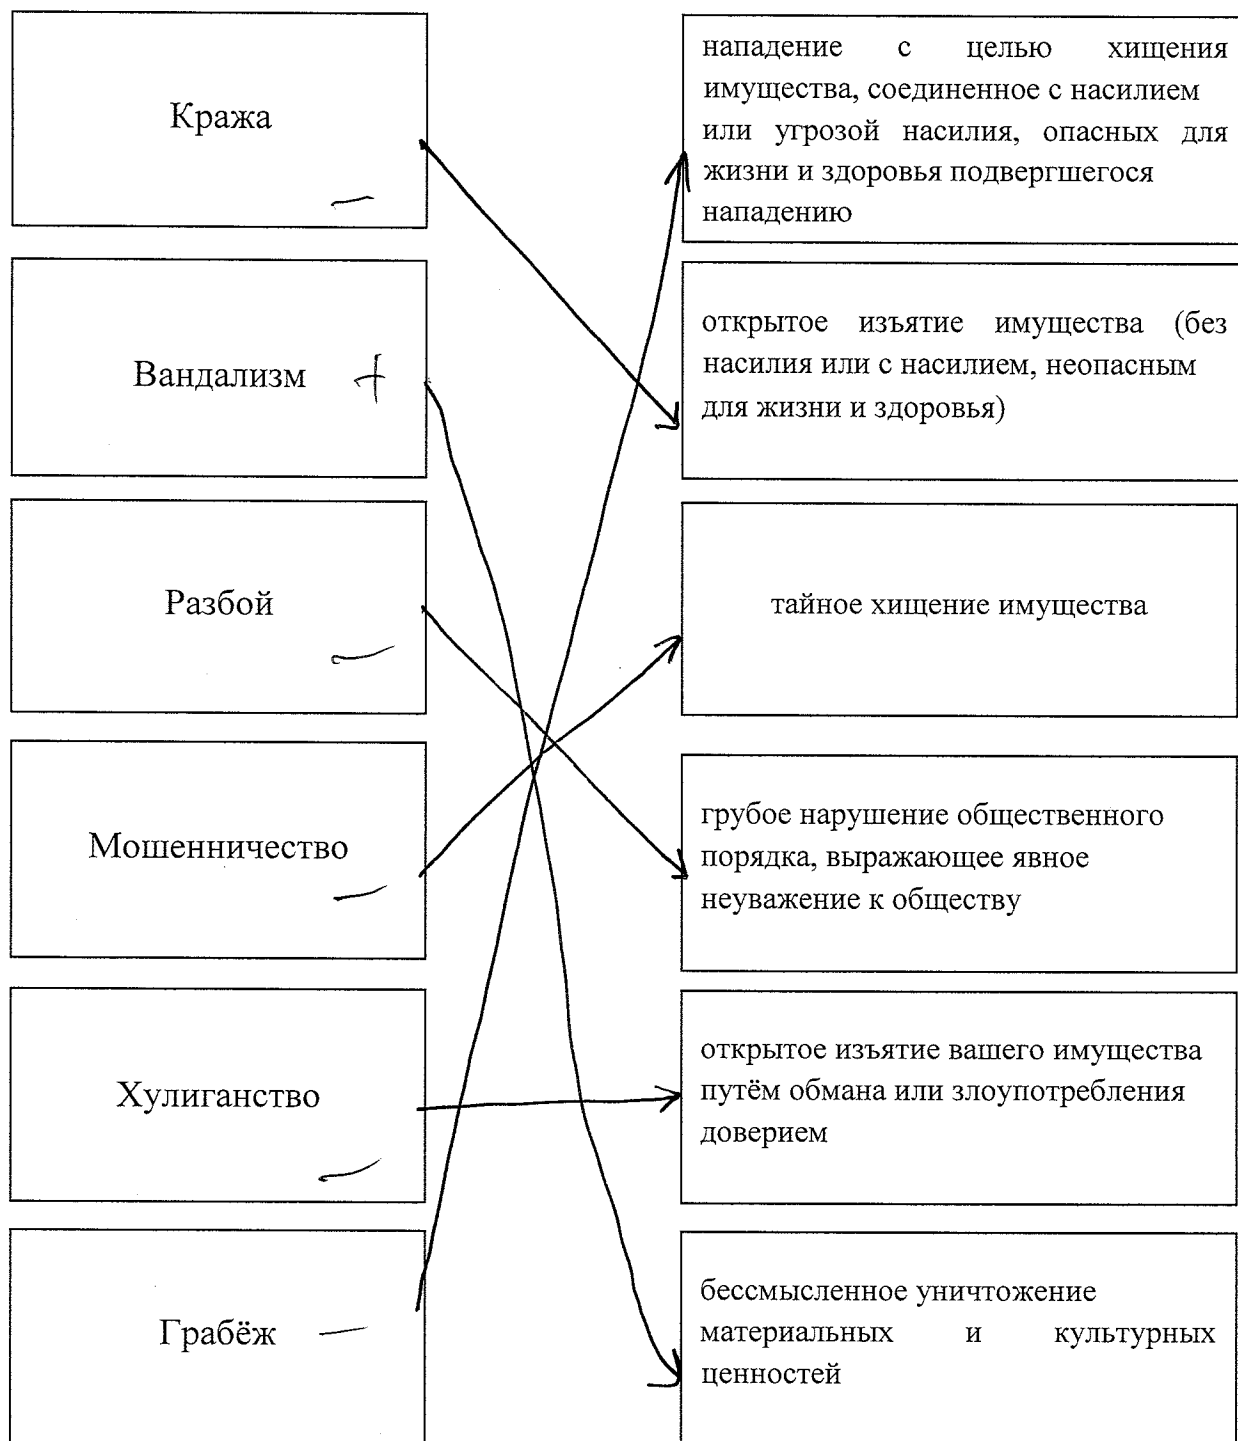 Кража
нападение с целью хищения
имущества, соединенное с насилием
или угрозой насилия, опасных для
жизни и здоровья подвергшегося
нападению
Вандализм +
открытое изъятие имущества (без
насилия или с насилием, неопасным
для жизни и здоровья)
Разбой
тайное хищение имущества
Мошенничество
грубое нарушение общественного
порядка, выражающее явное
неуважение к обществу
Хулиганство
открытое изъятие вашего имущества
путём обмана или злоупотребления
доверием
Грабёж
бессмысленное уничтожение
материальных и культурных
ценностей